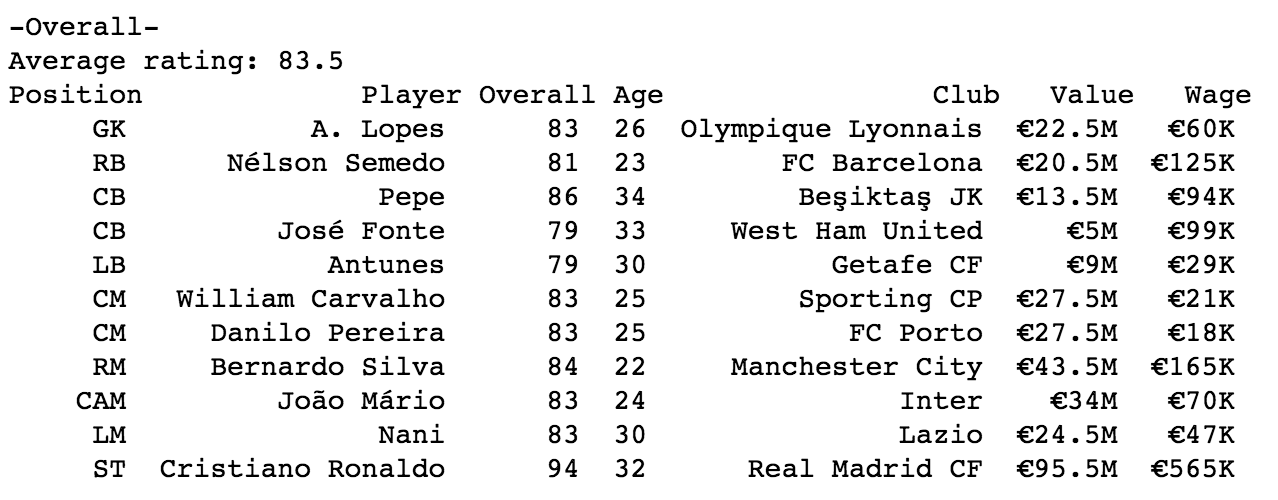 -Overall-
Average rating: 83.5
Position Player Overall Age Club Value Wage
GK A. Lopes 83 26 Olympique Lyonnais €22.5M €60K
RB Nélson Semedo 81 23 FC Barcelona €20.5M €125K
CB Pepe 86 34 Beşiktaş JK €13.5M €94K
CB José Fonte 79 33 West Ham United €5M €99K
LB Antunes 79 30 Getafe CF €9M €29K
CM William Carvalho 83 25 Sporting CP €27.5M €21K
CM Danilo Pereira 83 25 FC Porto €27.5M €18K
RM Bernardo Silva 84 22 Manchester City €43.5M €165K
CAM João Mário 83 24 Inter €34M €70K
LM Nani 83 30 Lazio €24.5M €47K
ST Cristiano Ronaldo 94 32 Real Madrid CF €95.5M €565K